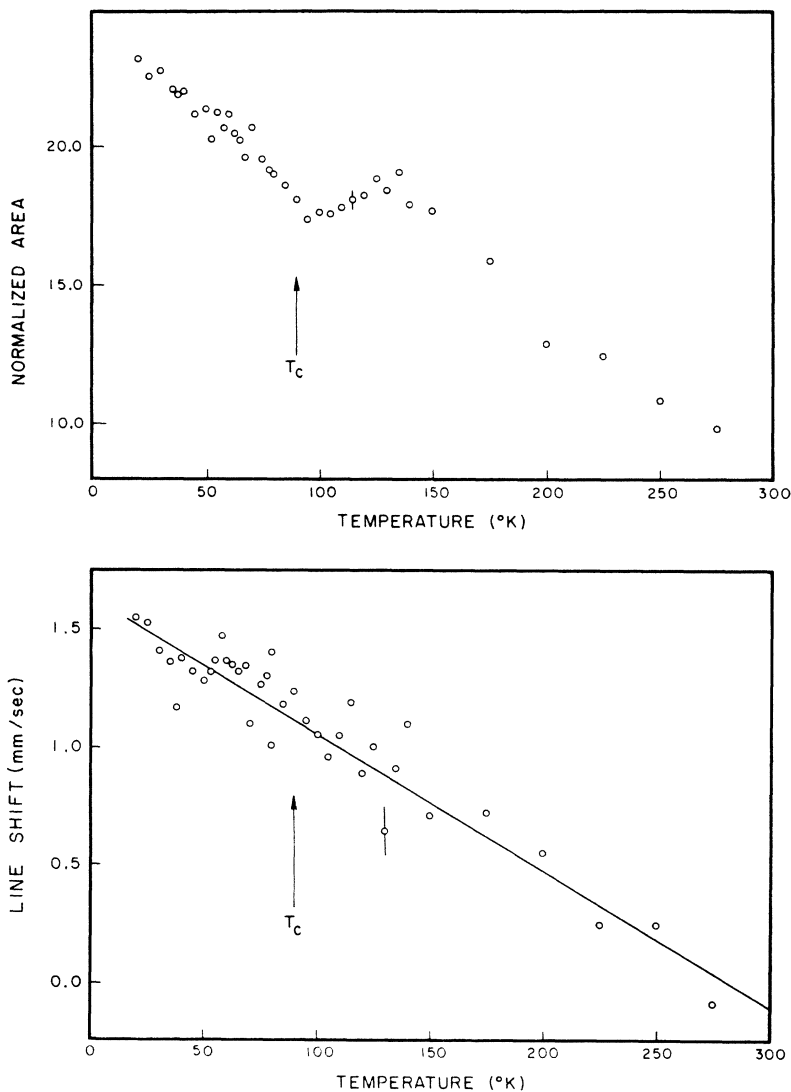 NORMALIZED AREA
20.0
15.0
10.0
T_c
0 50 100 150 200 250 300
TEMPERATURE (°K)
LINE SHIFT (mm/sec)
1.5
1.0
0.5
0.0
T_c
0 50 100 150 200 250 300
TEMPERATURE (°K)